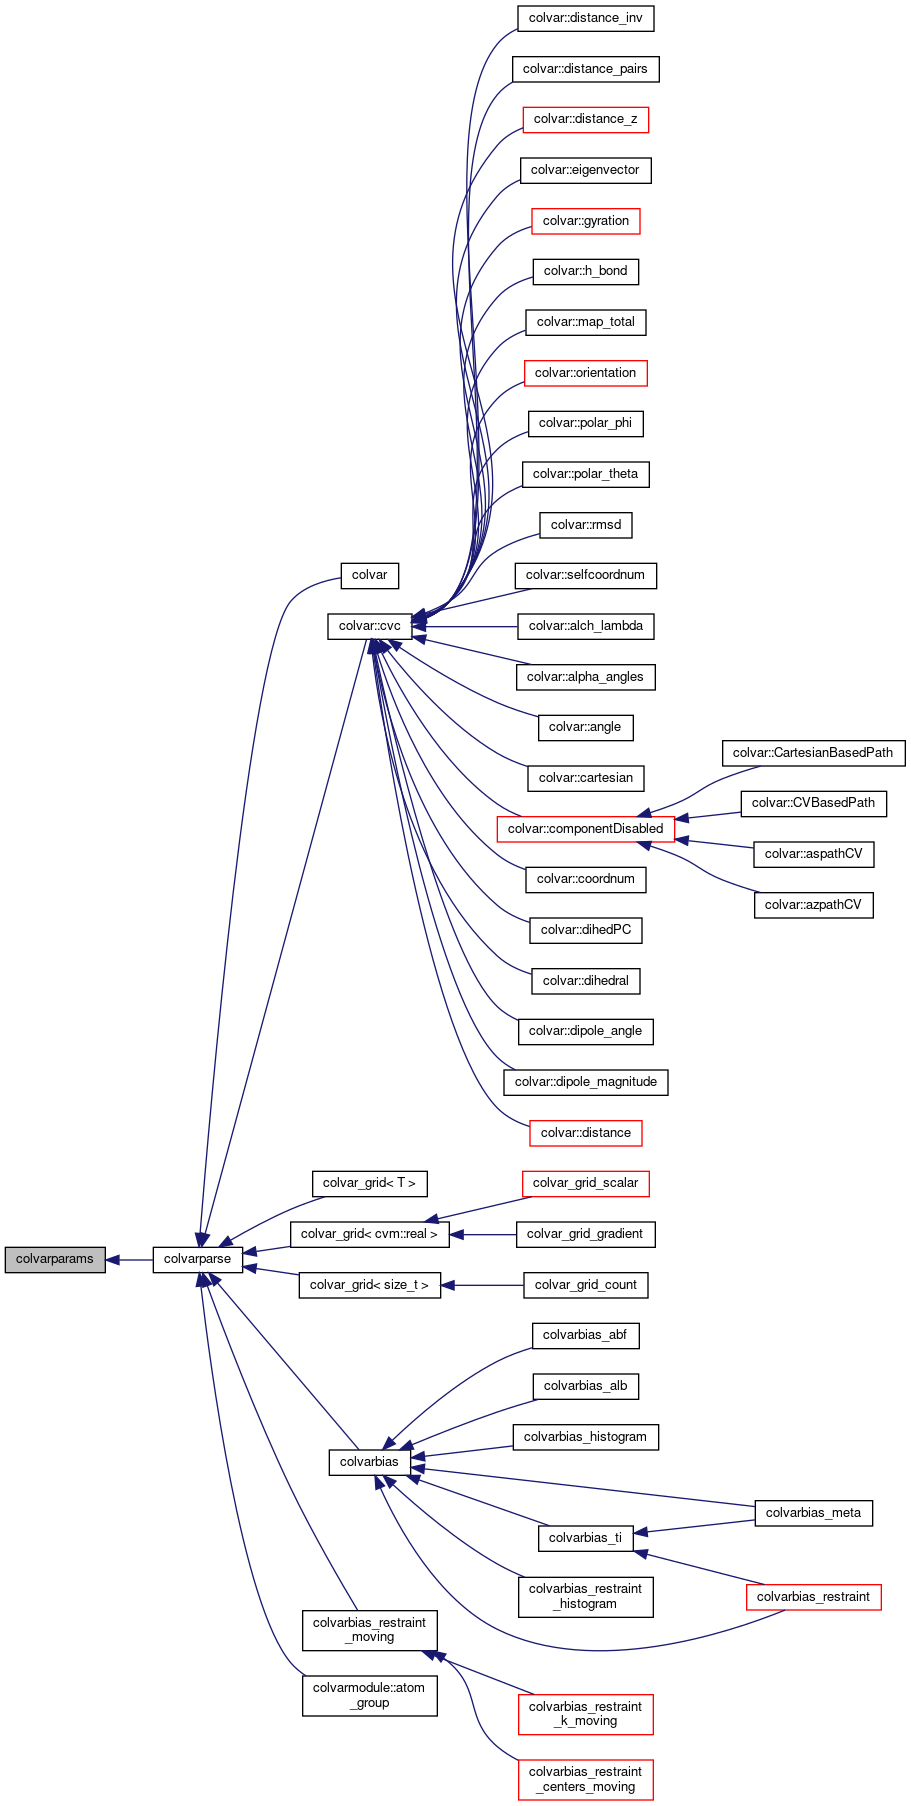 colvar::distance_inv
colvar::distance_pairs
colvar::distance_z
colvar::eigenvector
colvar::gyration
colvar::h_bond
colvar::map_total
colvar::orientation
colvar::polar_phi
colvar::polar_theta
colvar::rmsd
colvar
colvar::selfcoordnum
colvar::cvc
colvar::alch_lambda
colvar::alpha_angles
colvar::angle
colvar::CartesianBasedPath
colvar::cartesian
colvar::CVBasedPath
colvar::componentDisabled
colvar::aspathCV
colvar::coordnum
colvar::azpathCV
colvar::dihedPC
colvar::dihedral
colvar::dipole_angle
colvar::dipole_magnitude
colvar::distance
colvar_grid< T >
colvar_grid_scalar
colvar_grid< cvm::real >
colvar_grid_gradient
colvarparams
colvarparse
colvar_grid< size_t >
colvar_grid_count
colvarbias_abf
colvarbias_alb
colvarbias_histogram
colvarbias
colvarbias_meta
colvarbias_ti
colvarbias_restraint
_histogram
colvarbias_restraint
colvarbias_restraint
_moving
colvarmodule::atom
_group
colvarbias_restraint
_k_moving
colvarbias_restraint
_centers_moving